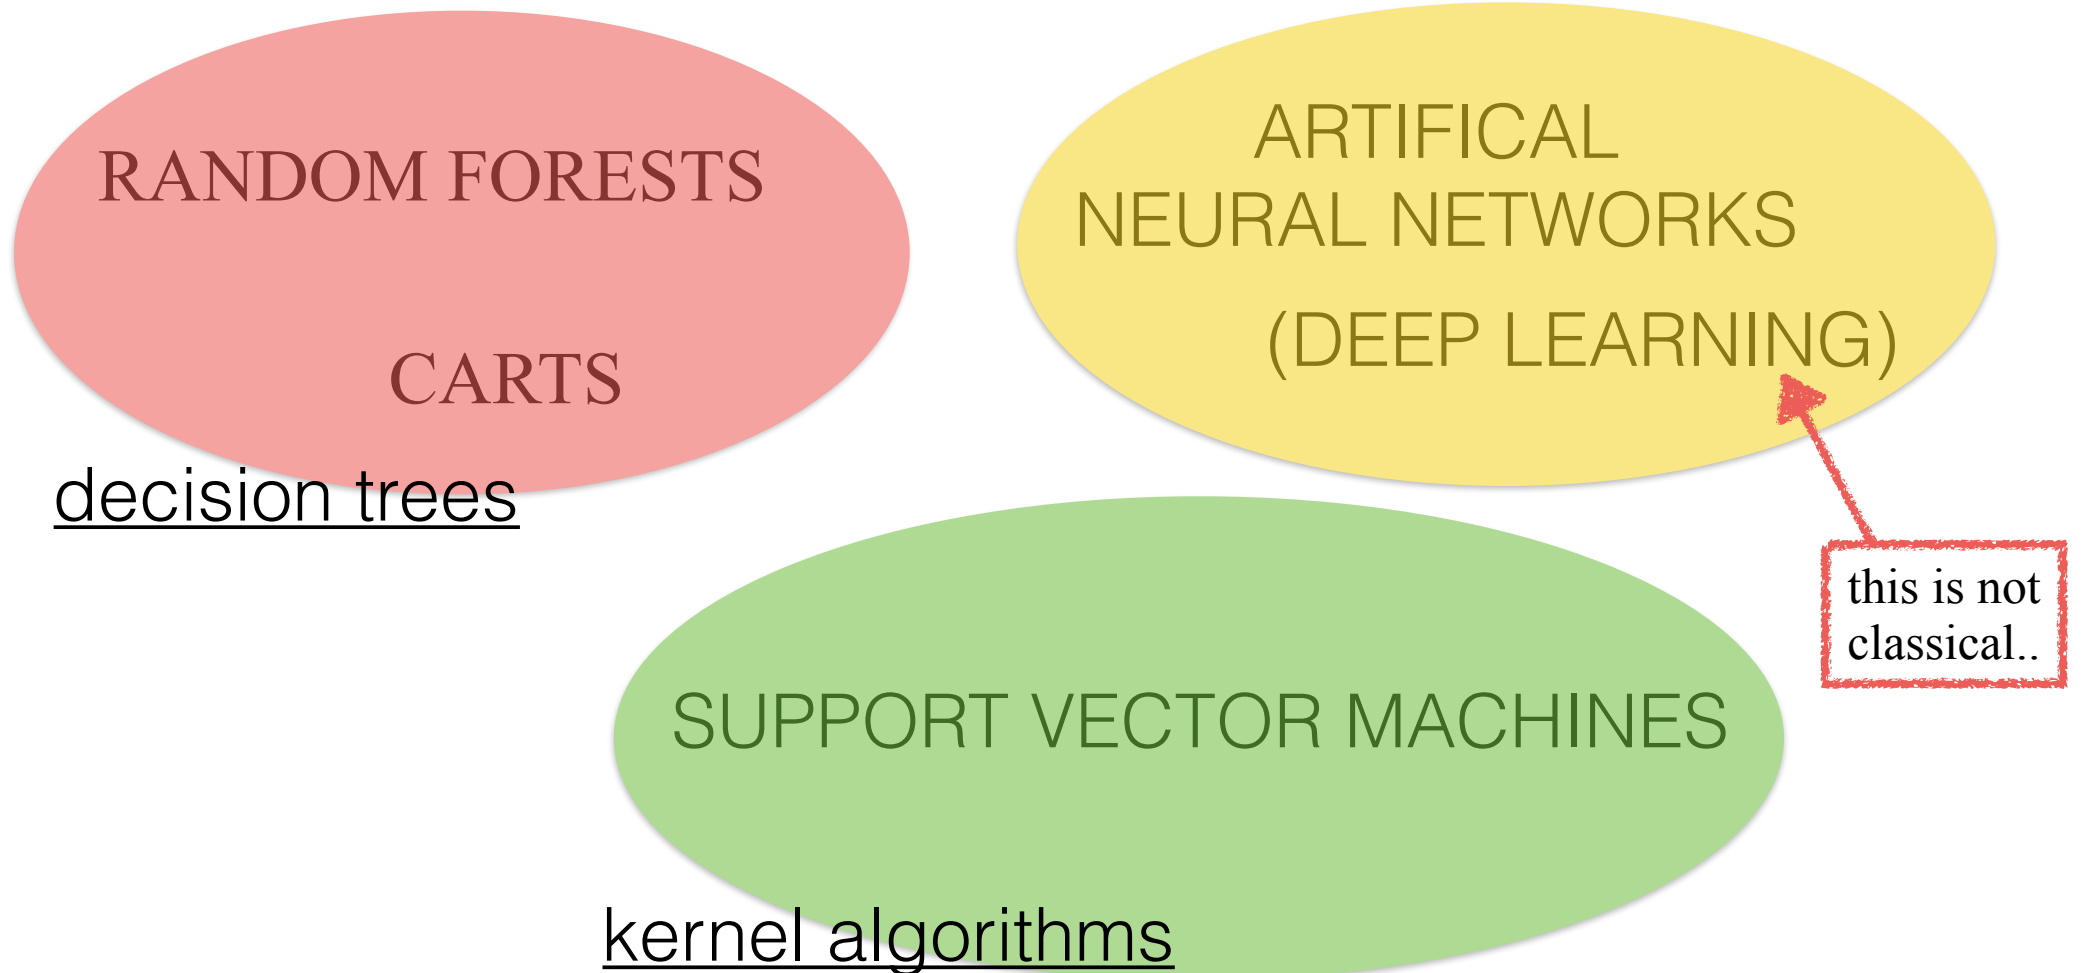 RANDOM FORESTS
CARTS
decision trees
ARTIFICAL
NEURAL NETWORKS
(DEEP LEARNING)
this is not
classical..
SUPPORT VECTOR MACHINES
kernel algorithms